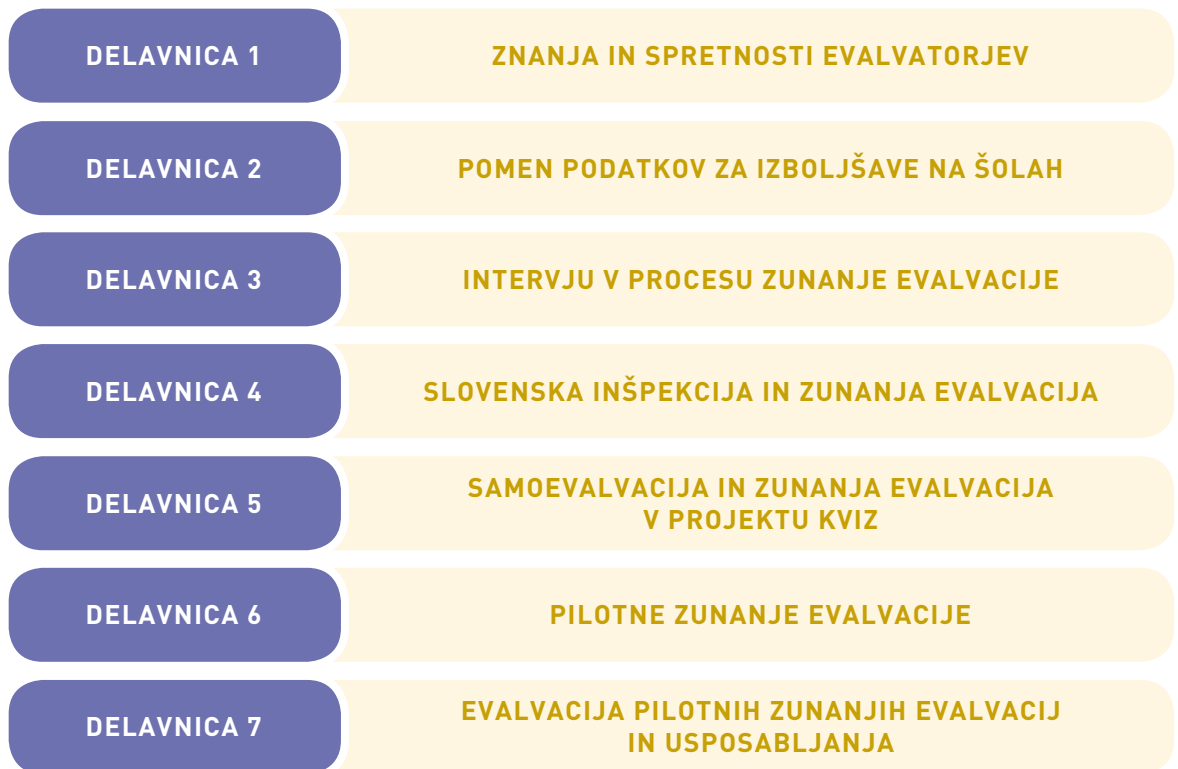 DELAVNICA 1
ZNANJA IN SPRETNOSTI EVALVATORJEV
DELAVNICA 2
POMEN PODATKOV ZA IZBOLJŠAVE NA ŠOLAH
DELAVNICA 3
INTERVJU V PROCESU ZUNANJE EVALVACIJE
DELAVNICA 4
SLOVENSKA INŠPEKCIJA IN ZUNANJA EVALVACIJA
DELAVNICA 5
SAMOEVALVACIJA IN ZUNANJA EVALVACIJA
V PROJEKTU KVIZ
DELAVNICA 6
PILOTNE ZUNANJE EVALVACIJE
DELAVNICA 7
EVALVACIJA PILOTNIH ZUNANJIH EVALVACIJ
IN USPOSABLJANJA